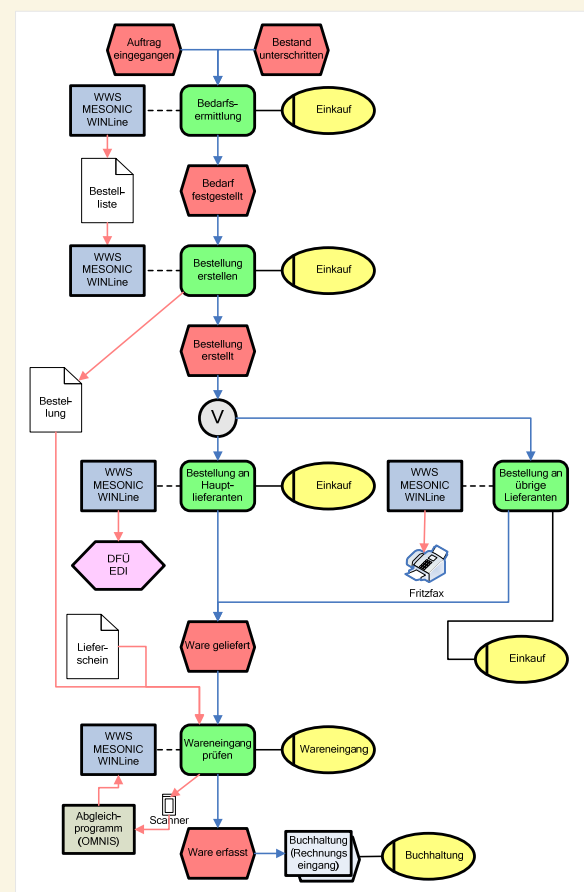 Auftrag
eingegangen
Bestand
unterschritten
WWS
MESONIC
WINLine
Bedarfs-
ermittlung
Einkauf
Bestell-
liste
Bedarf
festgestellt
WWS
MESONIC
WINLine
Bestellung
erstellen
Einkauf
Bestellung
erstellt
Bestel-
lung
V
WWS
MESONIC
WINLine
Bestellung an
Haupt-
lieferanten
Einkauf
WWS
MESONIC
WINLine
Bestellung an
übrige
Lieferanten
DFÜ
EDI
Fritzfax
Liefer-
schein
Ware geliefert
Einkauf
WWS
MESONIC
WINLine
Wareneingang
prüfen
Wareneingang
Scanner
Abgleich-
programm
(OMNIS)
Ware erfasst
Buchhaltung
(Rechnungs
eingang)
Buchhaltung